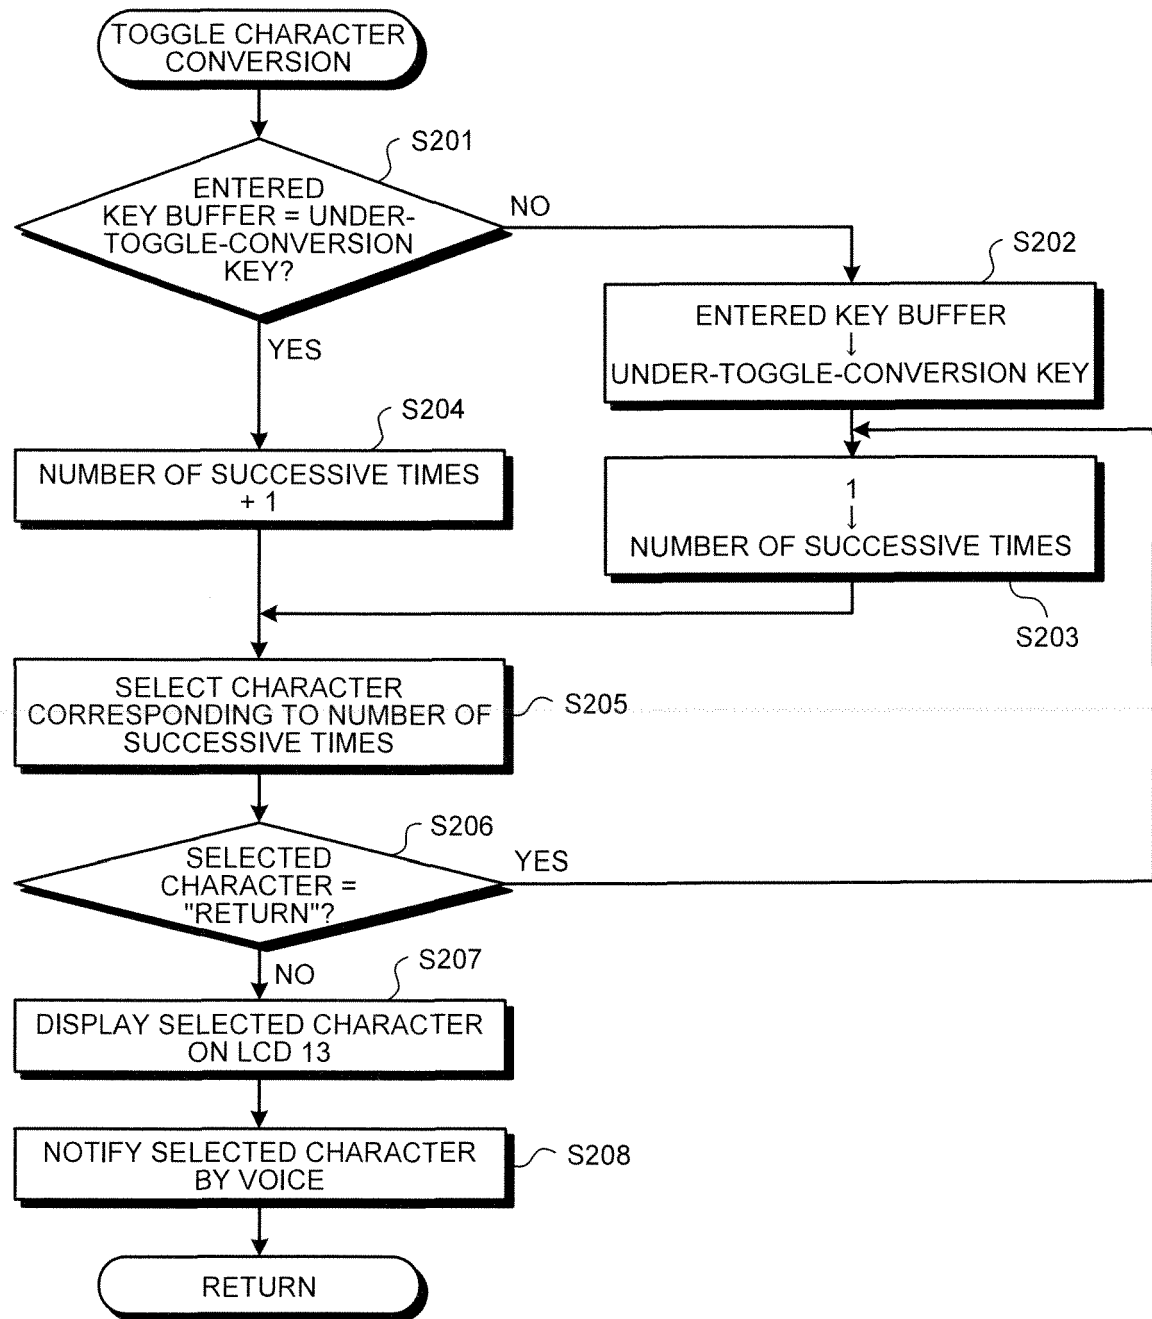 TOGGLE CHARACTER
CONVERSION
S201
ENTERED
KEY BUFFER = UNDER-
TOGGLE-CONVERSION
KEY?
NO
YES
S202
ENTERED KEY BUFFER
↓
UNDER-TOGGLE-CONVERSION KEY
S204
NUMBER OF SUCCESSIVE TIMES
+ 1
1
↓
NUMBER OF SUCCESSIVE TIMES
S203
SELECT CHARACTER
CORRESPONDING TO NUMBER OF
SUCCESSIVE TIMES
S205
S206
SELECTED
CHARACTER =
"RETURN"?
YES
NO
S207
DISPLAY SELECTED CHARACTER
ON LCD 13
NOTIFY SELECTED CHARACTER
BY VOICE
S208
RETURN